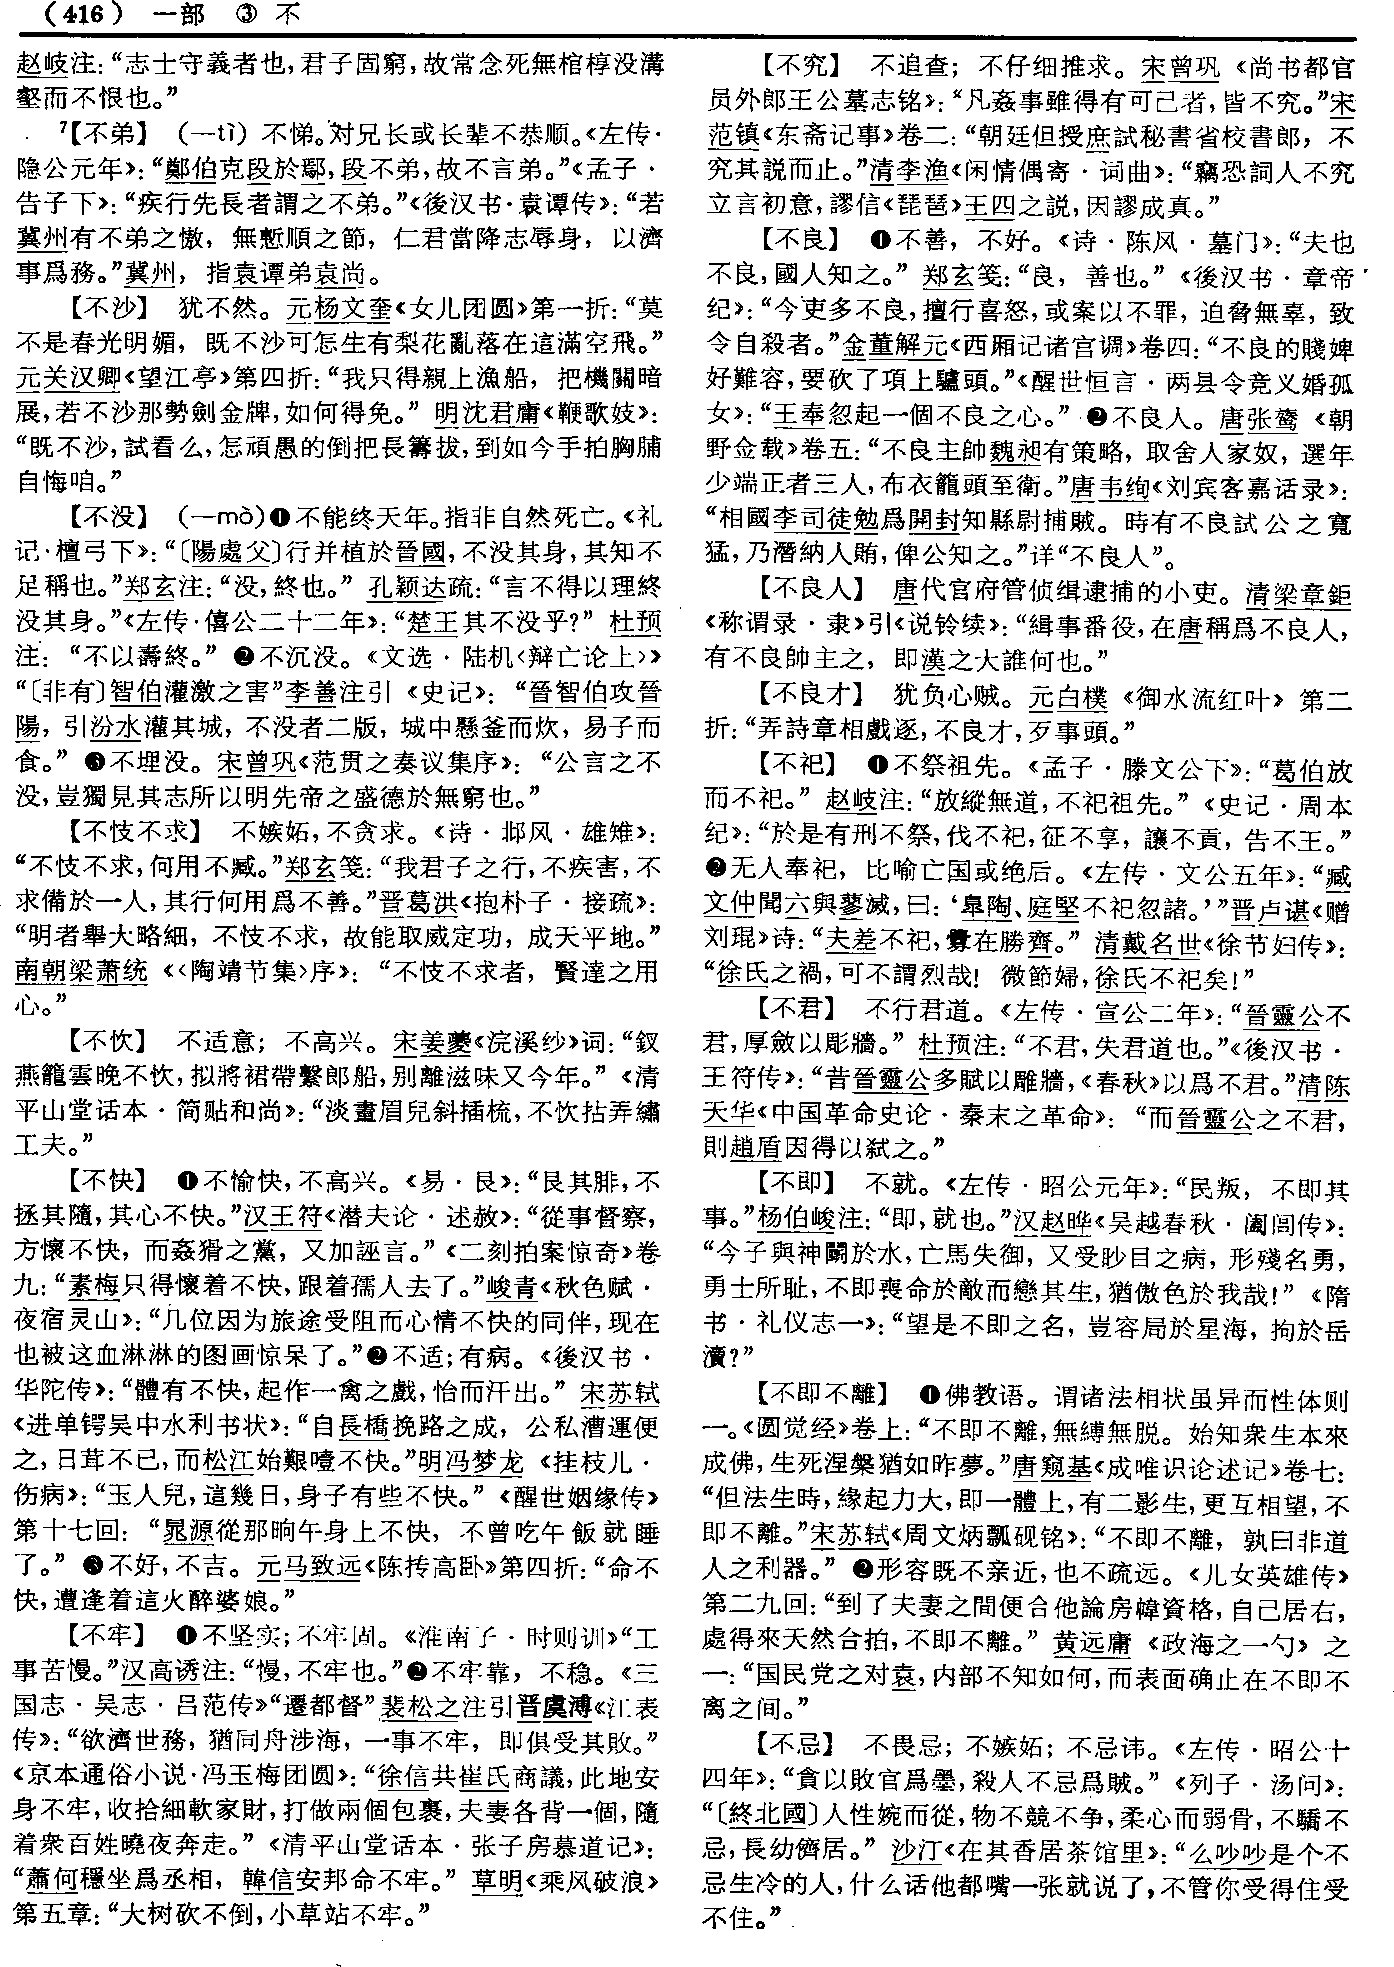 （416） 一部 ③ 不
赵岐注：“志士守義者也，君子固窮，故常念死無棺椁没溝
壑而不恨也。”
7【不弟】 （—tì）不悌。对兄长或长辈不恭顺。《左传·
隐公元年》：“鄭伯克段於鄢，段不弟，故不言弟。”《孟子·
告子下》：“疾行先長者謂之不弟。”《後汉书·袁谭传》：“若
冀州有不弟之慠，無慙順之節，仁君當降志辱身，以濟
事爲務。”冀州，指袁谭弟袁尚。
【不沙】 犹不然。元杨文奎《女儿团圆》第一折：“莫
不是春光明媚，既不沙可怎生有梨花亂落在這滿空飛。”
元关汉卿《望江亭》第四折：“我只得親上漁船，把機關暗
展，若不沙那勢劍金牌，如何得免。”明沈君庸《鞭歌妓》：
“既不沙，試看么，怎頑愚的倒把長籌拔，到如今手拍胸脯
自悔咱。”
【不没】 （—mò）❶不能终天年。指非自然死亡。《礼
记·檀弓下》：“〔陽處父〕行并植於晉國，不没其身，其知不
足稱也。”郑玄注：“没，終也。”孔颖达疏：“言不得以理終
没其身。”《左传·僖公二十二年》：“楚王其不没乎？”杜预
注：“不以壽終。”❷不沉没。《文选·陆机〈辩亡论上〉》
“〔非有〕智伯灌激之害”李善注引《史记》：“晉智伯攻晉
陽，引汾水灌其城，不没者二版，城中懸釜而炊，易子而
食。”❸不埋没。宋曾巩《范贯之奏议集序》：“公言之不
没，豈獨見其志所以明先帝之盛德於無窮也。”
【不忮不求】 不嫉妬，不贪求。《诗·邶风·雄雉》：
“不忮不求，何用不臧。”郑玄笺：“我君子之行，不疾害，不
求備於一人，其行何用爲不善。”晋葛洪《抱朴子·接疏》：
“明者舉大略細，不忮不求，故能取威定功，成天平地。”
南朝梁萧统《〈陶靖节集〉序》：“不忮不求者，賢達之用
心。”
【不忺】 不适意；不高兴。宋姜夔《浣溪纱》词：“釵
燕籠雲晚不忺，拟將裙帶繫郎船，别離滋味又今年。”《清
平山堂话本·简贴和尚》：“淡畫眉兒斜插梳，不忺拈弄繡
工夫。”
【不快】 ❶不愉快，不高兴。《易·艮》：“艮其腓，不
拯其隨，其心不快。”汉王符《潜夫论·述赦》：“從事督察，
方懷不快，而姦猾之黨，又加誣言。”《二刻拍案惊奇》卷
九：“素梅只得懷着不快，跟着孺人去了。”峻青《秋色赋·
夜宿灵山》：“几位因为旅途受阻而心情不快的同伴，现在
也被这血淋淋的图画惊呆了。”❷不适；有病。《後汉书·
华陀传》：“體有不快，起作一禽之戲，怡而汗出。”宋苏轼
《进单锷吴中水利书状》：“自長橋挽路之成，公私漕運便
之，日茸不已，而松江始艱噎不快。”明冯梦龙《挂枝儿·
伤病》：“玉人兒，這幾日，身子有些不快。”《醒世姻缘传》
第十七回：“晁源從那晌午身上不快，不曾吃午飯就睡
了。”❸不好，不吉。元马致远《陈抟高卧》第四折：“命不
快，遭逢着這火醉婆娘。”
【不牢】 ❶不坚实；不牢固。《淮南子·时则训》“工
事苦慢。”汉高诱注：“慢，不牢也。”❷不牢靠，不稳。《三
国志·吴志·吕范传》“遷都督”裴松之注引晋虞溥《江表
传》：“欲濟世務，猶同舟涉海，一事不牢，即俱受其敗。”
《京本通俗小说·冯玉梅团圆》：“徐信共崔氏商議，此地安
身不牢，收拾細軟家財，打做兩個包裹，夫妻各背一個，隨
着衆百姓曉夜奔走。”《清平山堂话本·张子房慕道记》：
“蕭何穩坐爲丞相，韓信安邦命不牢。”草明《乘风破浪》
第五章：“大树砍不倒，小草站不牢。”
【不究】 不追查；不仔细推求。宋曾巩《尚书都官
员外郎王公墓志铭》：“凡姦事雖得有可已者，皆不究。”宋
范镇《东斋记事》卷二：“朝廷但授庶試秘書省校書郎，不
究其説而止。”清李渔《闲情偶寄·词曲》：“竊恐詞人不究
立言初意，謬信《琵琶》王四之説，因謬成真。”
【不良】 ❶不善，不好。《诗·陈风·墓门》：“夫也
不良，國人知之。”郑玄笺：“良，善也。”《後汉书·章帝
纪》：“今吏多不良，擅行喜怒，或案以不罪，迫脅無辜，致
令自殺者。”金董解元《西厢记诸宫调》卷四：“不良的賤婢
好難容，要砍了項上驢頭。”《醒世恒言·两县令竞义婚孤
女》：“王奉忽起一個不良之心。”❷不良人。唐张鷟《朝
野佥载》卷五：“不良主帥魏昶有策略，取舍人家奴，選年
少端正者三人，布衣籠頭至衛。”唐韦绚《刘宾客嘉话录》：
“相國李司徒勉爲開封知縣尉捕賊。時有不良試公之寬
猛，乃潛納人賄，俾公知之。”详“不良人”。
【不良人】 唐代官府管侦缉逮捕的小吏。清梁章鉅
《称谓录·隶》引《说铃续》：“緝事番役，在唐稱爲不良人，
有不良帥主之，即漢之大誰何也。”
【不良才】 犹负心贼。元白樸《御水流红叶》第二
折：“弄詩章相戲逐，不良才，歹事頭。”
【不祀】 ❶不祭祖先。《孟子·滕文公下》：“葛伯放
而不祀。”赵岐注：“放縱無道，不祀祖先。”《史记·周本
纪》：“於是有刑不祭，伐不祀，征不享，讓不貢，告不王。”
❷无人奉祀，比喻亡国或绝后。《左传·文公五年》：“臧
文仲聞六與蓼滅，曰：‘皐陶、庭堅不祀忽諸。’”晋卢谌《赠
刘琨》诗：“夫差不祀，釁在勝齊。”清戴名世《徐节妇传》：
“徐氏之禍，可不謂烈哉！微節婦，徐氏不祀矣！”
【不君】 不行君道。《左传·宣公二年》：“晉靈公不
君，厚斂以彫牆。”杜预注：“不君，失君道也。”《後汉书·
王符传》：“昔晉靈公多賦以雕牆，《春秋》以爲不君。”清陈
天华《中国革命史论·秦末之革命》：“而晉靈公之不君，
則趙盾因得以弑之。”
【不即】 不就。《左传·昭公元年》：“民叛，不即其
事。”杨伯峻注：“即，就也。”汉赵晔《吴越春秋·阖闾传》：
“今子與神闘於水，亡馬失御，又受眇目之病，形殘名勇，
勇士所耻，不即喪命於敵而戀其生，猶傲色於我哉！”《隋
书·礼仪志一》：“望是不即之名，豈容局於星海，拘於岳
瀆？”
【不即不離】 ❶佛教语。谓诸法相状虽异而性体则
一。《圆觉经》卷上：“不即不離，無縛無脱。始知衆生本來
成佛，生死涅槃猶如昨夢。”唐窥基《成唯识论述记》卷七：
“但法生時，緣起力大，即一體上，有二影生，更互相望，不
即不離。”宋苏轼《周文炳瓢砚铭》：“不即不離，孰曰非道
人之利器。”❷形容既不亲近，也不疏远。《儿女英雄传》
第二九回：“到了夫妻之間便合他論房幃資格，自己居右，
處得來天然合拍，不即不離。”黄远庸《政海之一勺》之
一：“国民党之对袁，内部不知如何，而表面确止在不即不
离之间。”
【不忌】 不畏忌；不嫉妬；不忌讳。《左传·昭公十
四年》：“貪以敗官爲墨，殺人不忌爲賊。”《列子·汤问》：
“〔終北國〕人性婉而從，物不競不争，柔心而弱骨，不驕不
忌，長幼儕居。”沙汀《在其香居茶馆里》：“么吵吵是个不
忌生冷的人，什么话他都嘴一张就说了，不管你受得住受
不住。”